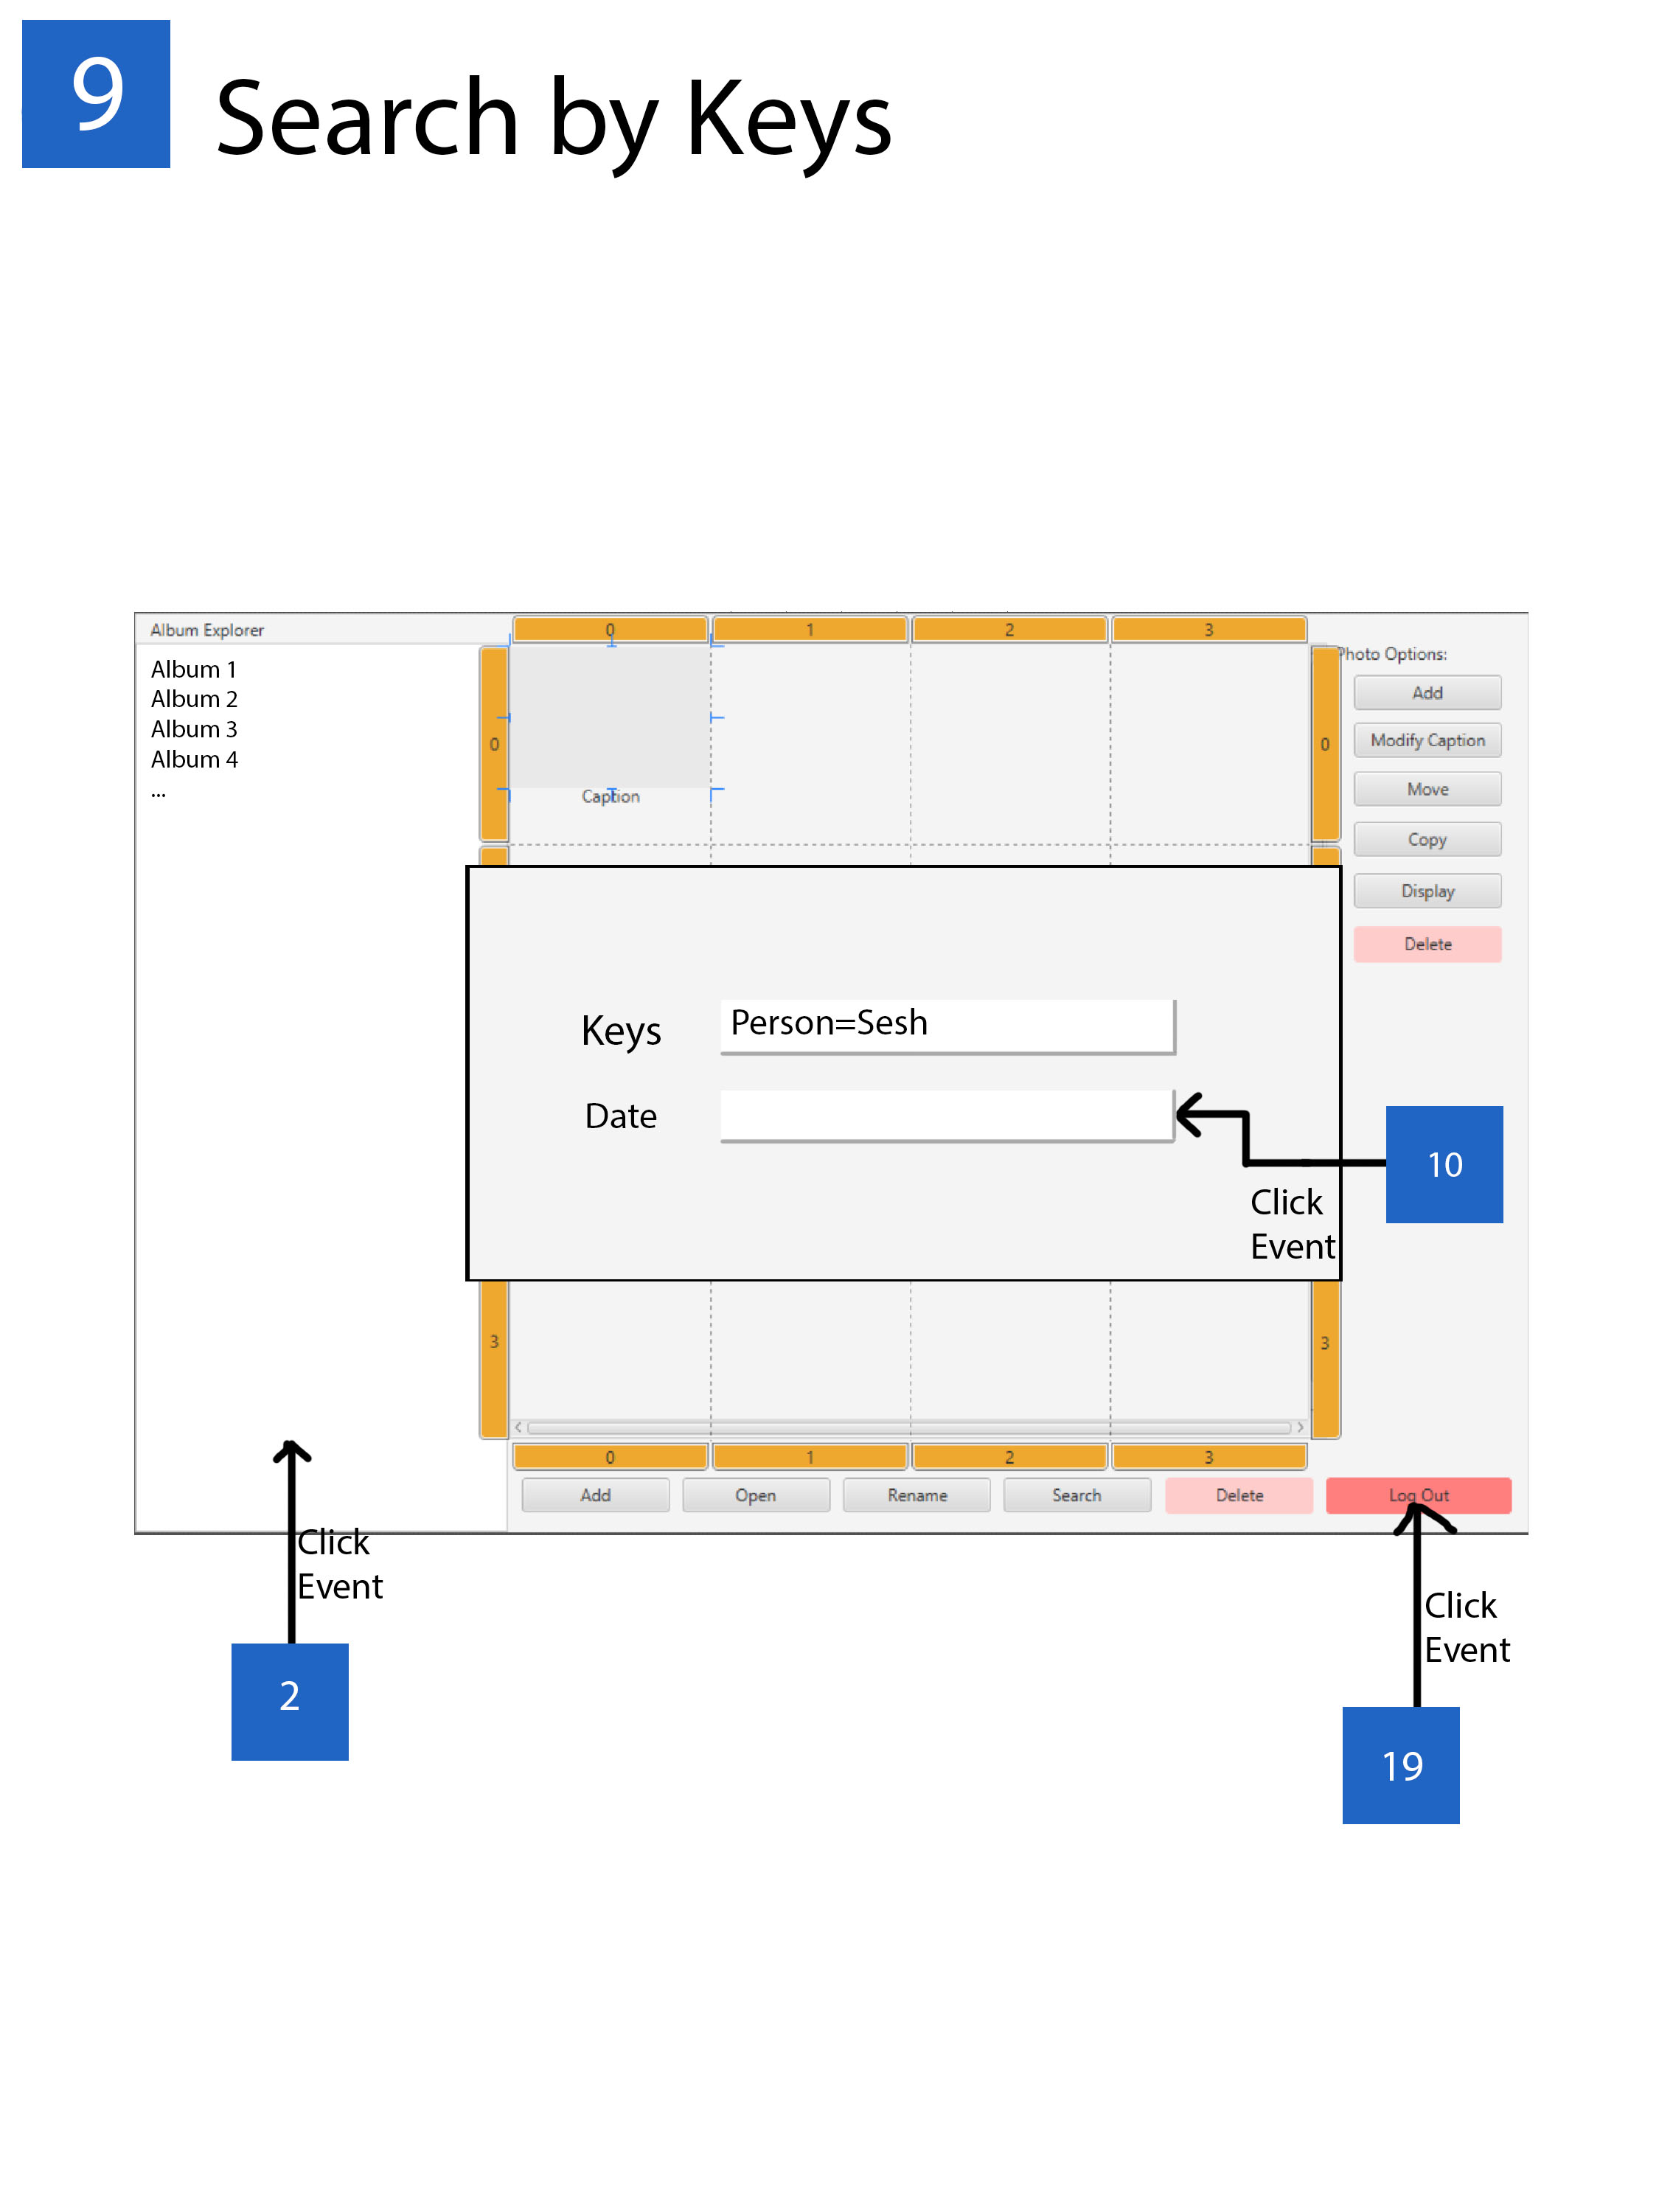 9
Search by Keys
Album Explorer
0 1 2 3
Photo Options:
Album 1
Album 2
Album 3
Album 4
...
0
0
Caption
Add
Modify Caption
Move
Copy
Display
Delete
Keys
Person=Sesh
Date
10
Click
Event
3
3
0 1 2 3
Add Open Rename Search Delete Log Out
Click
Event
2
Click
Event
19